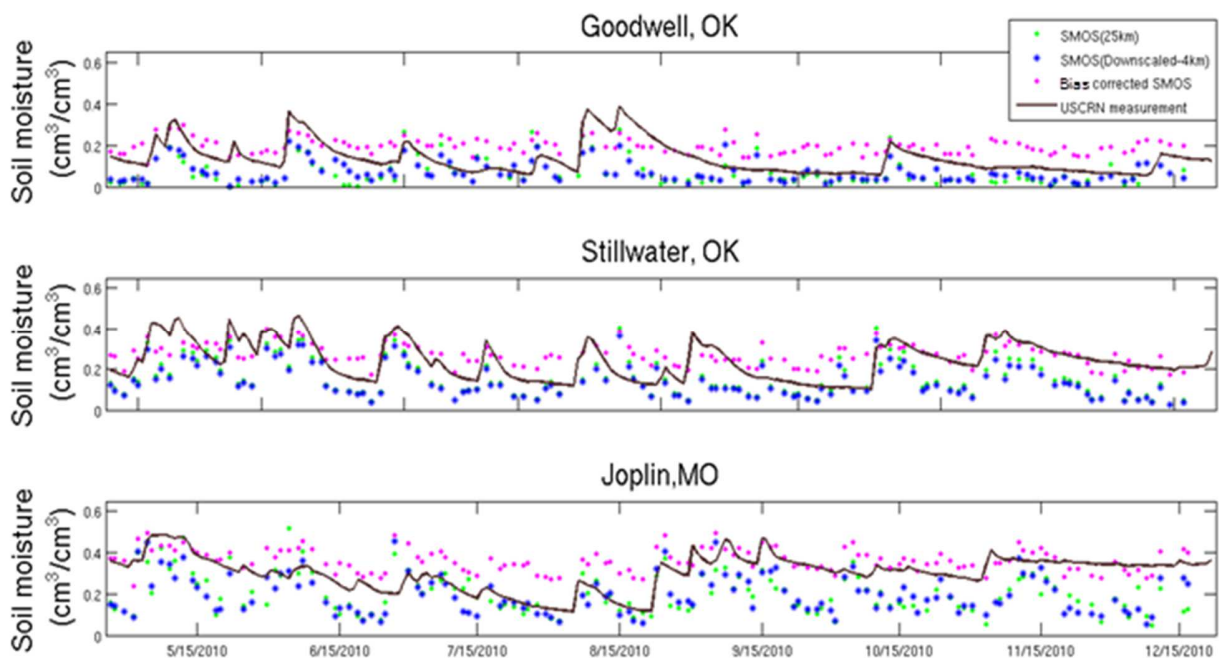 Goodwell, OK
SMOS(25km)
SMOS(Downscaled-4km)
Bias corrected SMOS
USCRN measurement
Soil moisture
(cm³/cm³)
0.6
0.4
0.2
0
Stillwater, OK
Soil moisture
(cm³/cm³)
0.6
0.4
0.2
0
Joplin,MO
Soil moisture
(cm³/cm³)
0.6
0.4
0.2
0
5/15/2010 6/15/2010 7/15/2010 8/15/2010 9/15/2010 10/15/2010 11/15/2010 12/15/2010